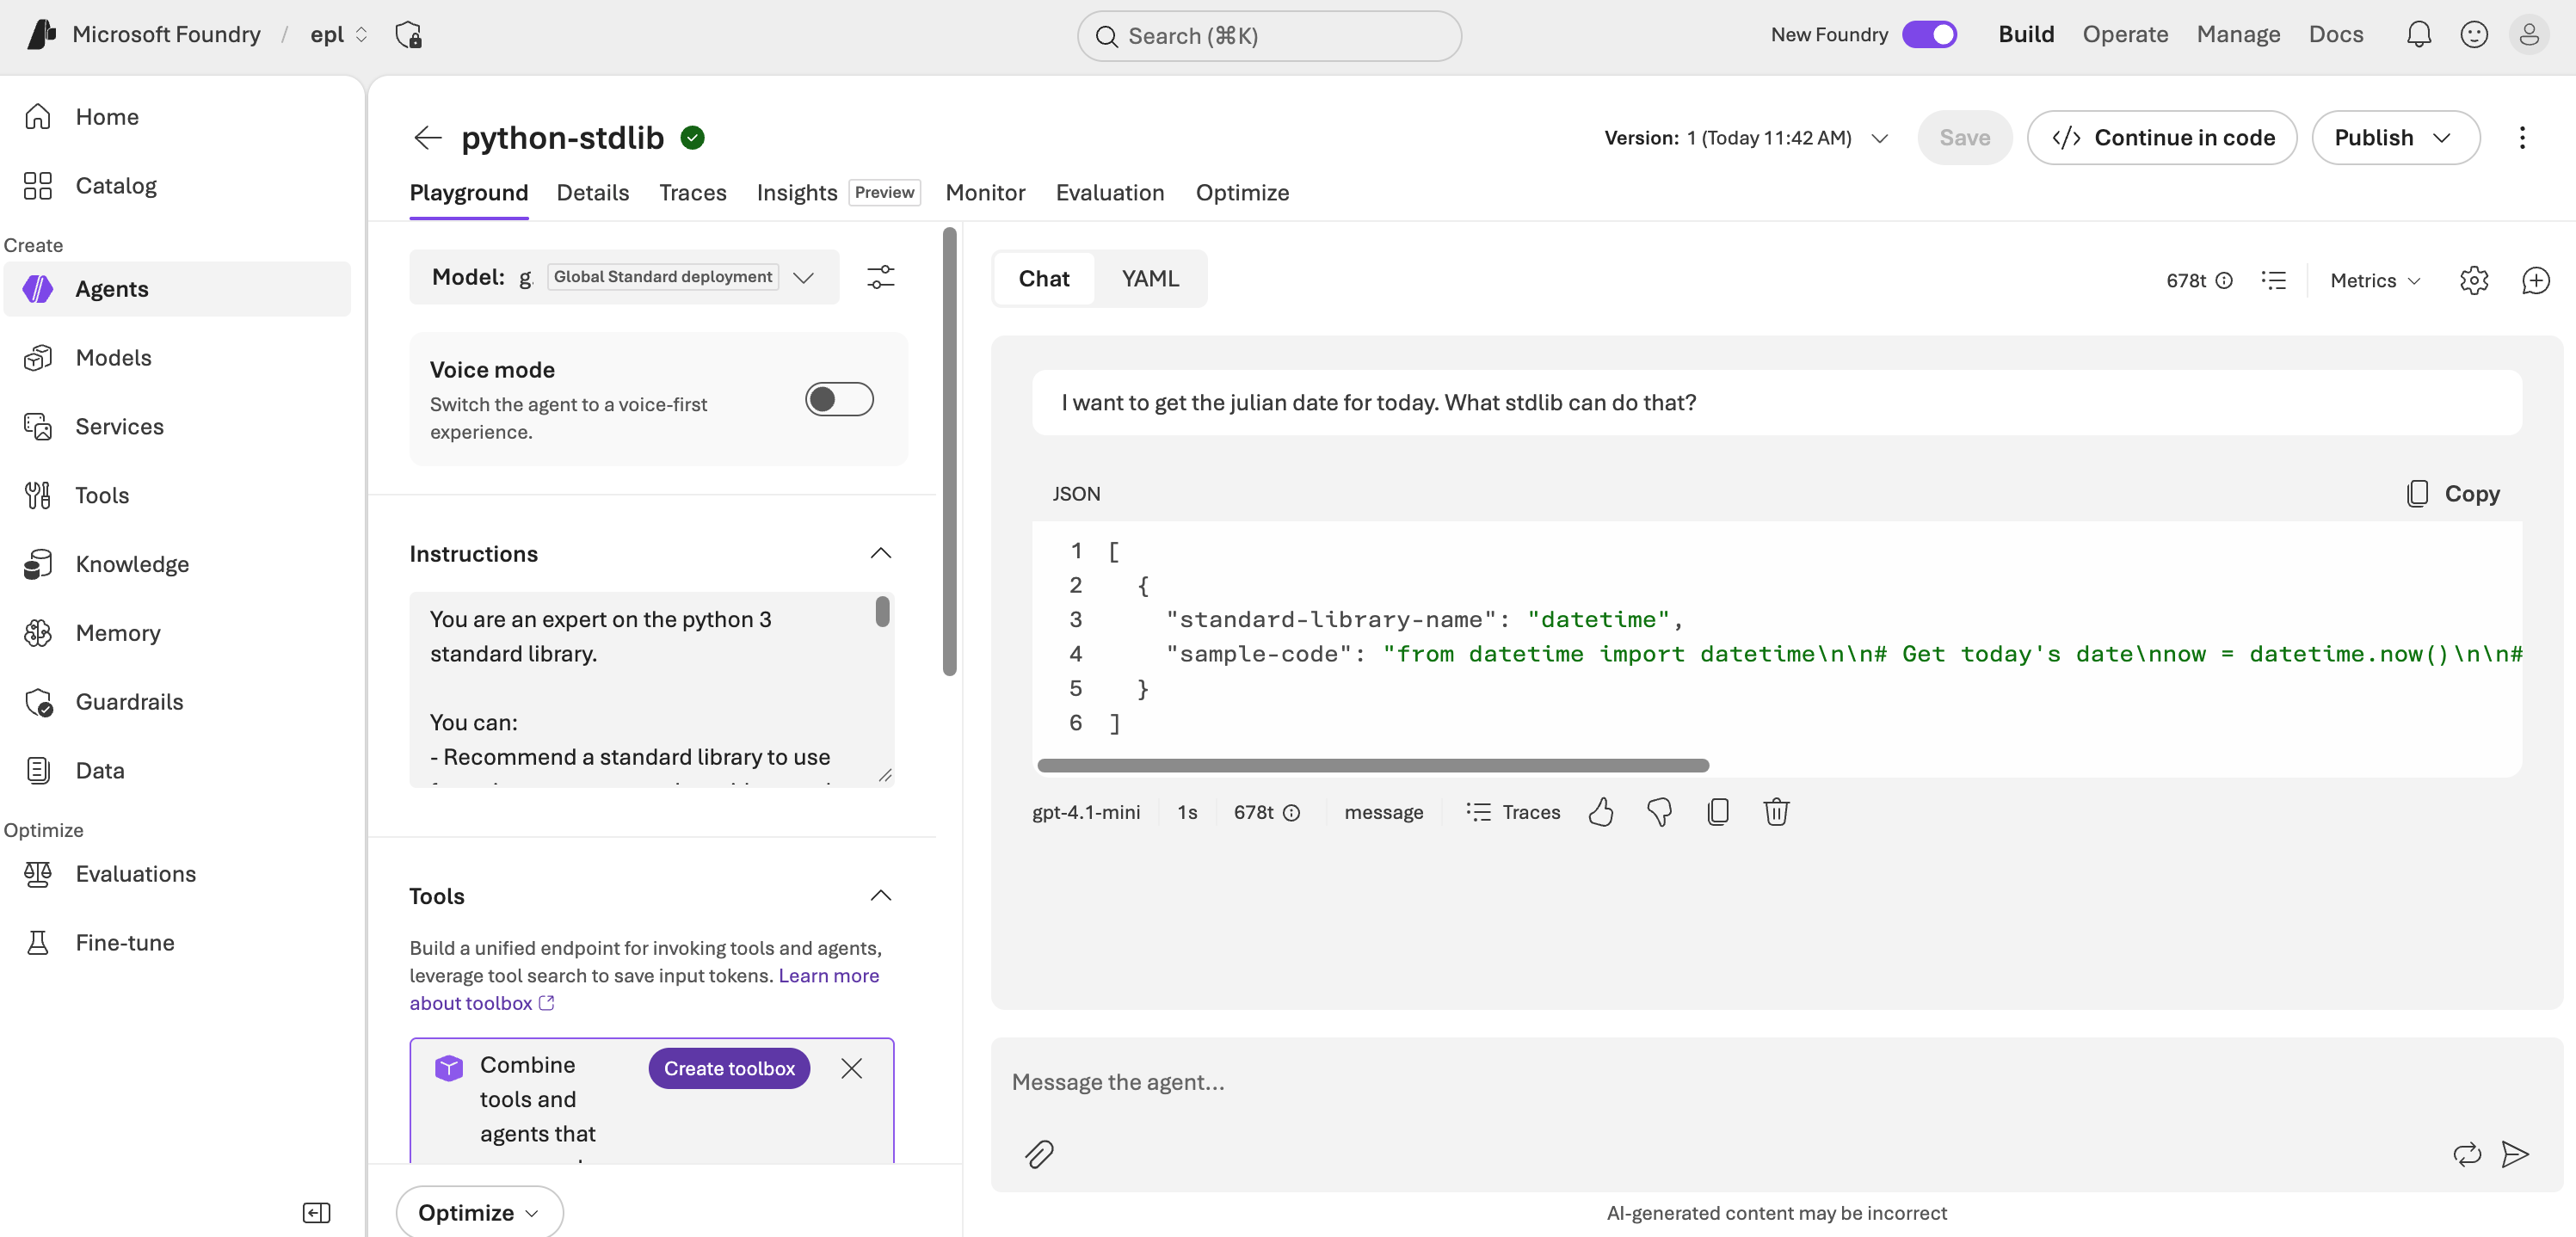 Microsoft Foundry / epl
Search (⌘K)
New Foundry
Build
Operate
Manage
Docs
Home
Catalog
Create
Agents
Models
Services
Tools
Knowledge
Memory
Guardrails
Data
Optimize
Evaluations
Fine-tune
python-stdlib
Version: 1 (Today 11:42 AM)
Save
</> Continue in code
Publish
Playground
Details
Traces
Insights
Preview
Monitor
Evaluation
Optimize
Model: g.
Global Standard deployment
Voice mode
Switch the agent to a voice-first
experience.
Instructions
You are an expert on the python 3
standard library.
You can:
- Recommend a standard library to use
Tools
Build a unified endpoint for invoking tools and agents,
leverage tool search to save input tokens. Learn more
about toolbox
Combine
tools and
agents that
Create toolbox
Optimize
Chat
YAML
678t
Metrics
I want to get the julian date for today. What stdlib can do that?
JSON
Copy
1 [
2 {
3 "standard-library-name": "datetime",
4 "sample-code": "from datetime import datetime\n\n# Get today's date\nnow = datetime.now()\n\n#
5 }
6 ]
gpt-4.1-mini
1s
678t
message
Traces
Message the agent...
AI-generated content may be incorrect